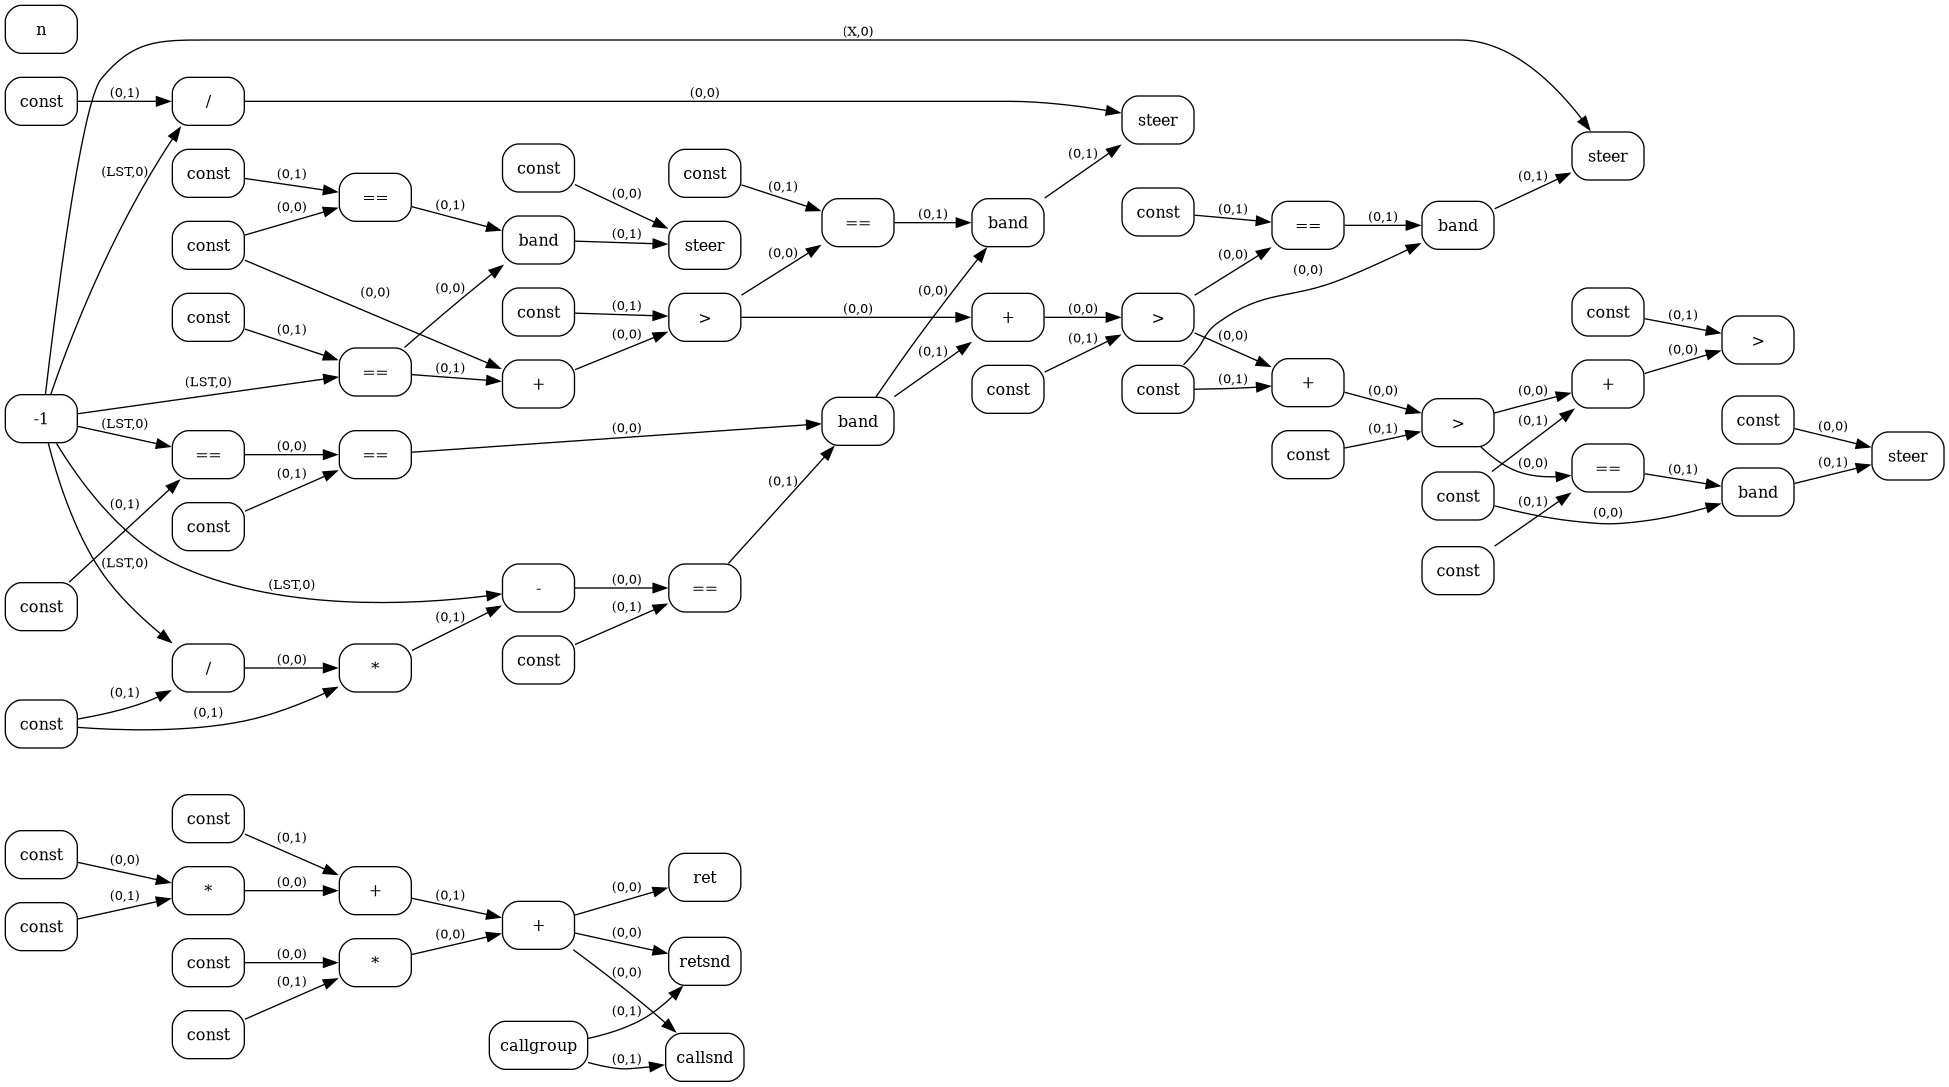 n
(X,0)
const
(0,1)
/
(0,0)
steer
(LST,0)
const
(0,1)
==
(0,0)
const
(0,1)
band
const
(0,0)
(0,1)
steer
const
(0,1)
==
(0,1)
band
(0,1)
steer
(0,1)
const
(0,1)
==
(0,1)
band
(0,0)
(0,0)
(0,0)
(0,0)
(0,0)
const
(0,1)
==
(0,0)
(0,1)
+
const
(0,1)
>
(0,0)
(0,0)
(0,0)
+
(0,0)
>
(0,1)
(0,1)
const
(0,0)
const
(0,1)
+
(0,0)
>
(0,1)
const
(0,0)
+
(0,1)
const
(0,1)
>
(0,0)
-1
(LST,0)
(LST,0)
==
(0,0)
==
(0,0)
band
(0,1)
const
(0,1)
(0,1)
const
(0,0)
==
(0,1)
band
(0,1)
steer
const
(0,0)
const
(0,1)
(0,0)
const
(LST,0)
(LST,0)
-
(0,0)
==
(0,1)
(0,1)
const
/
(0,0)
*
(0,1)
const
(0,1)
(0,1)
const
(0,0)
*
(0,0)
+
(0,1)
+
(0,0)
ret
const
(0,1)
const
(0,1)
const
(0,0)
*
(0,0)
(0,0)
retsnd
const
(0,1)
(0,0)
callgroup
(0,1)
(0,1)
callsnd